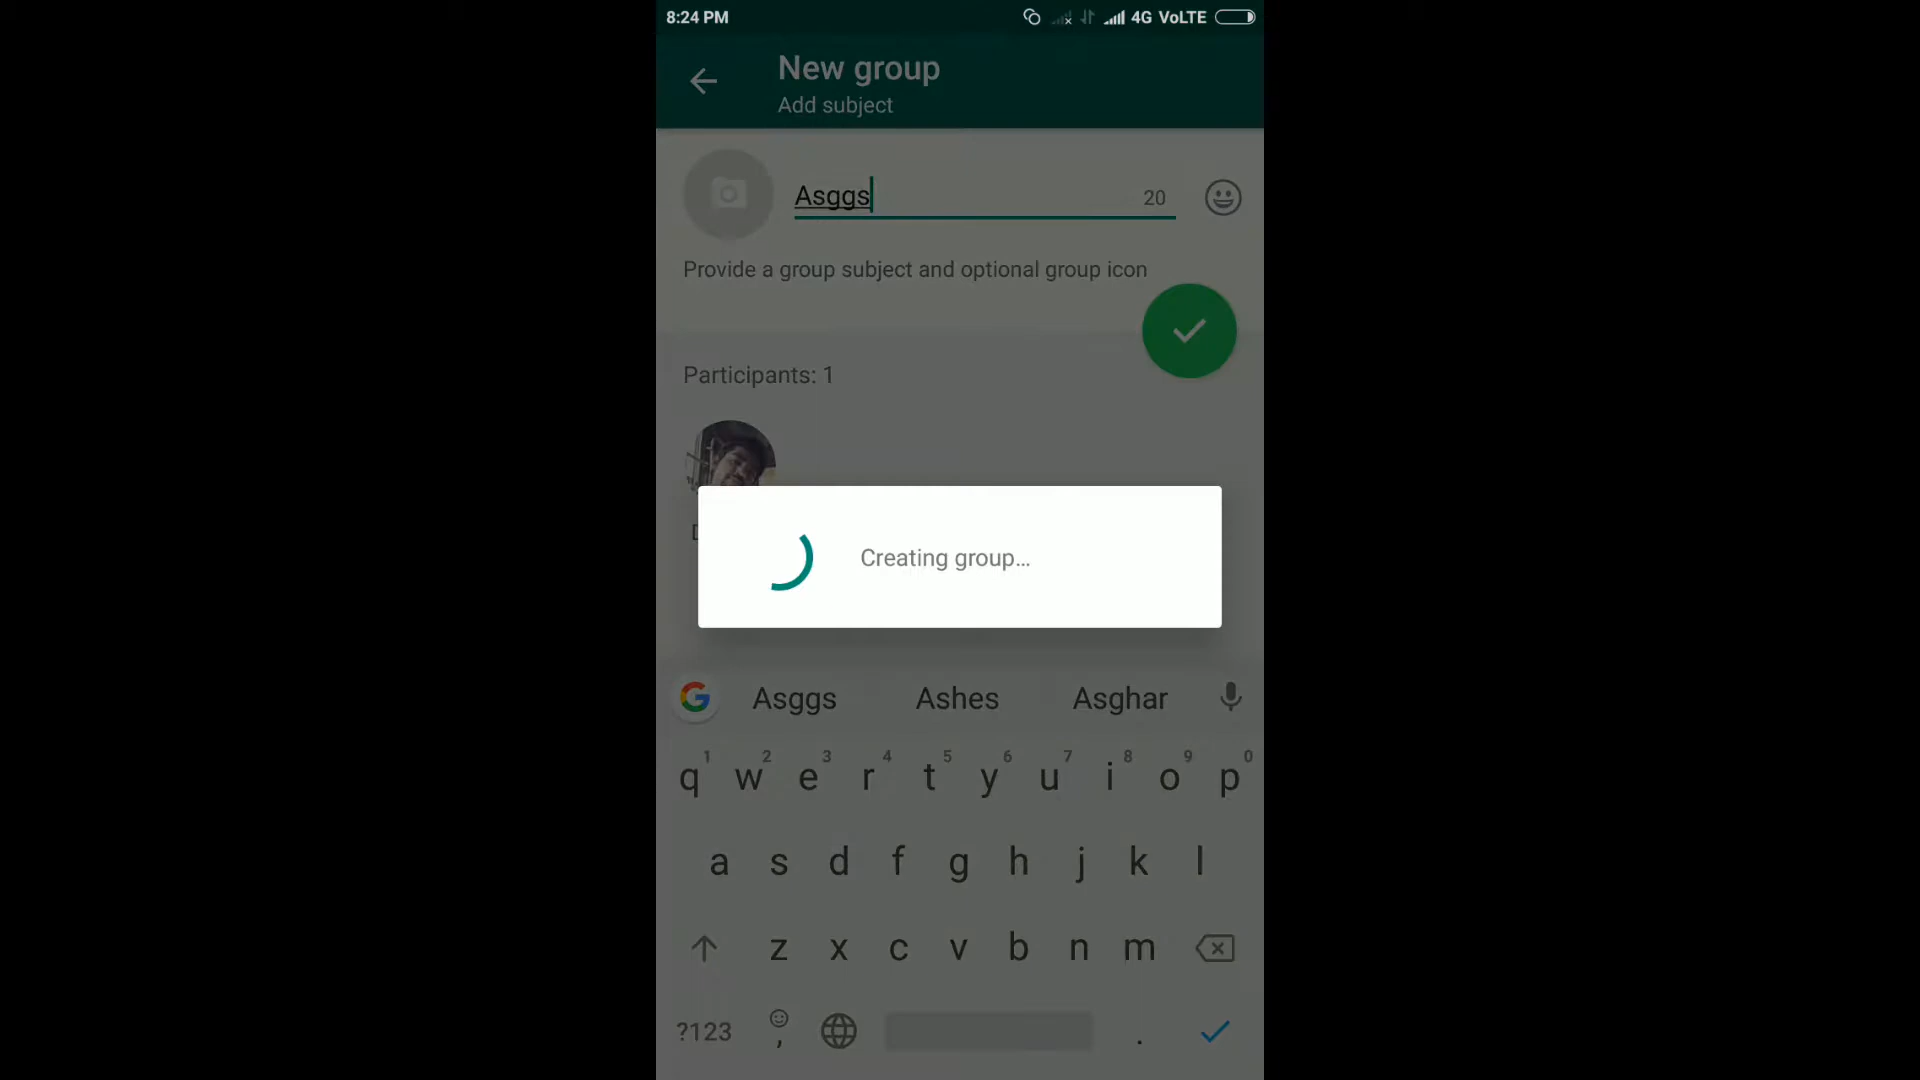 8:24 PM 4G VoLTE
New group
Add subject
Asggs 20
Provide a group subject and optional group icon
Participants: 1
Creating group...
Asggs Ashes Asghar
1 2 3 4 5 6 7 8 9 0
q w e r t y u i o p
a s d f g h j k l
z x c v b n m
?123 , .